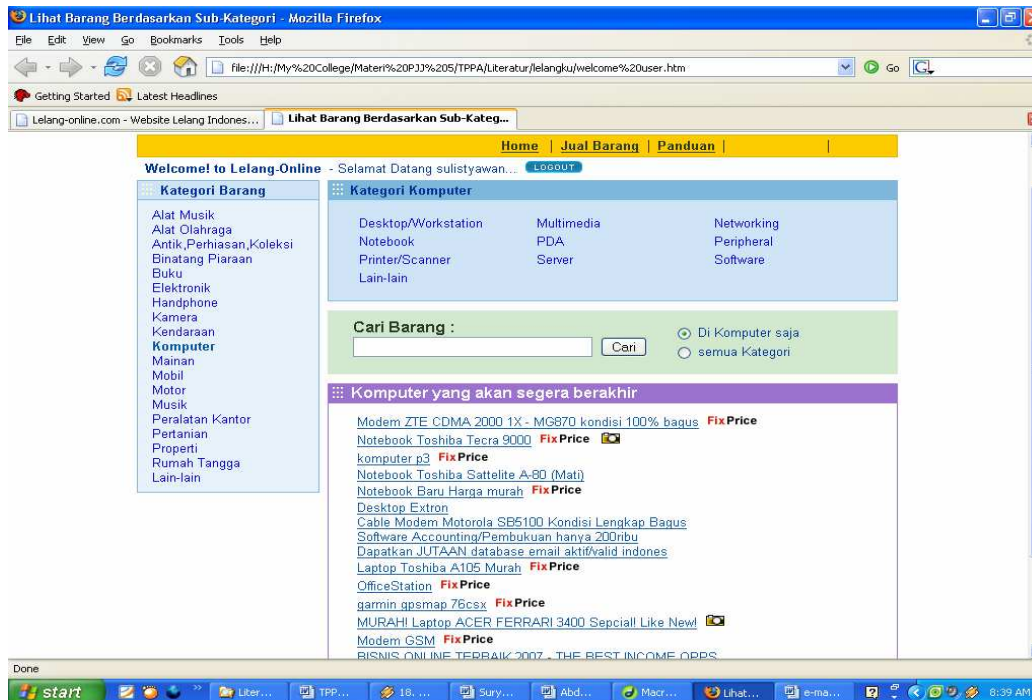 Lihat Barang Berdasarkan Sub-Kategori - Mozilla Firefox
File Edit View Go Bookmarks Tools Help
file:///H:/My%20College/Materi%20PJJ%205/TPPA/Literatur/lelangku/welcome%20user.htm Go
Getting Started Latest Headlines
Lelang-online.com - Website Lelang Indones... Lihat Barang Berdasarkan Sub-Kateg...
Home | Jual Barang | Panduan | |
Welcome! to Lelang-Online - Selamat Datang sulistyawan... LOGOUT
Kategori Barang
Alat Musik
Alat Olahraga
Antik,Perhiasan,Koleksi
Binatang Piaraan
Buku
Elektronik
Handphone
Kamera
Kendaraan
Komputer
Mainan
Mobil
Motor
Musik
Peralatan Kantor
Pertanian
Properti
Rumah Tangga
Lain-lain
Kategori Komputer
Desktop/Workstation Multimedia Networking
Notebook PDA Peripheral
Printer/Scanner Server Software
Lain-lain
Cari Barang :
Cari
Di Komputer saja
semua Kategori
Komputer yang akan segera berakhir
Modem ZTE CDMA 2000 1X - MG870 kondisi 100% bagus FixPrice
Notebook Toshiba Tecra 9000 FixPrice
komputer p3 FixPrice
Notebook Toshiba Sattelite A-80 (Mati)
Notebook Baru Harga murah FixPrice
Desktop Extron
Cable Modem Motorola SB5100 Kondisi Lengkap Bagus
Software Accounting/Pembukuan hanya 200ribu
Dapatkan JUTAAN database email aktif/valid indones
Laptop Toshiba A105 Murah FixPrice
OfficeStation FixPrice
garmin gpsmap 76csx FixPrice
MURAH! Laptop ACER FERRARI 3400 Sepcial! Like New!
Modem GSM FixPrice
BISNIS ONLINE TERBAIK 2007 - THE BEST INCOME OPPS
Done
start Liter... TPP... 18. ... Sury... Abd... Macr... Lihat... e-ma... 8:39 AM